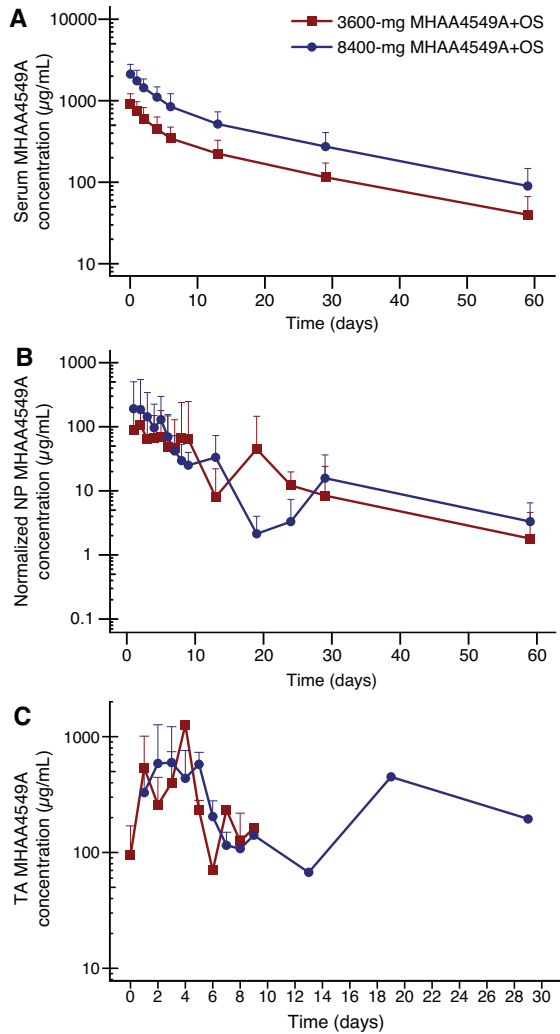 A
3600-mg MHAA4549A+OS
8400-mg MHAA4549A+OS
Serum MHAA4549A
concentration (µg/mL)
10000
1000
100
10
0 10 20 30 40 50 60
Time (days)
B
Normalized NP MHAA4549A
concentration (µg/mL)
1000
100
10
1
0.1
0 10 20 30 40 50 60
Time (days)
C
TA MHAA4549A
concentration (µg/mL)
1000
100
10
0 2 4 6 8 10 12 14 16 18 20 22 24 26 28 30
Time (days)